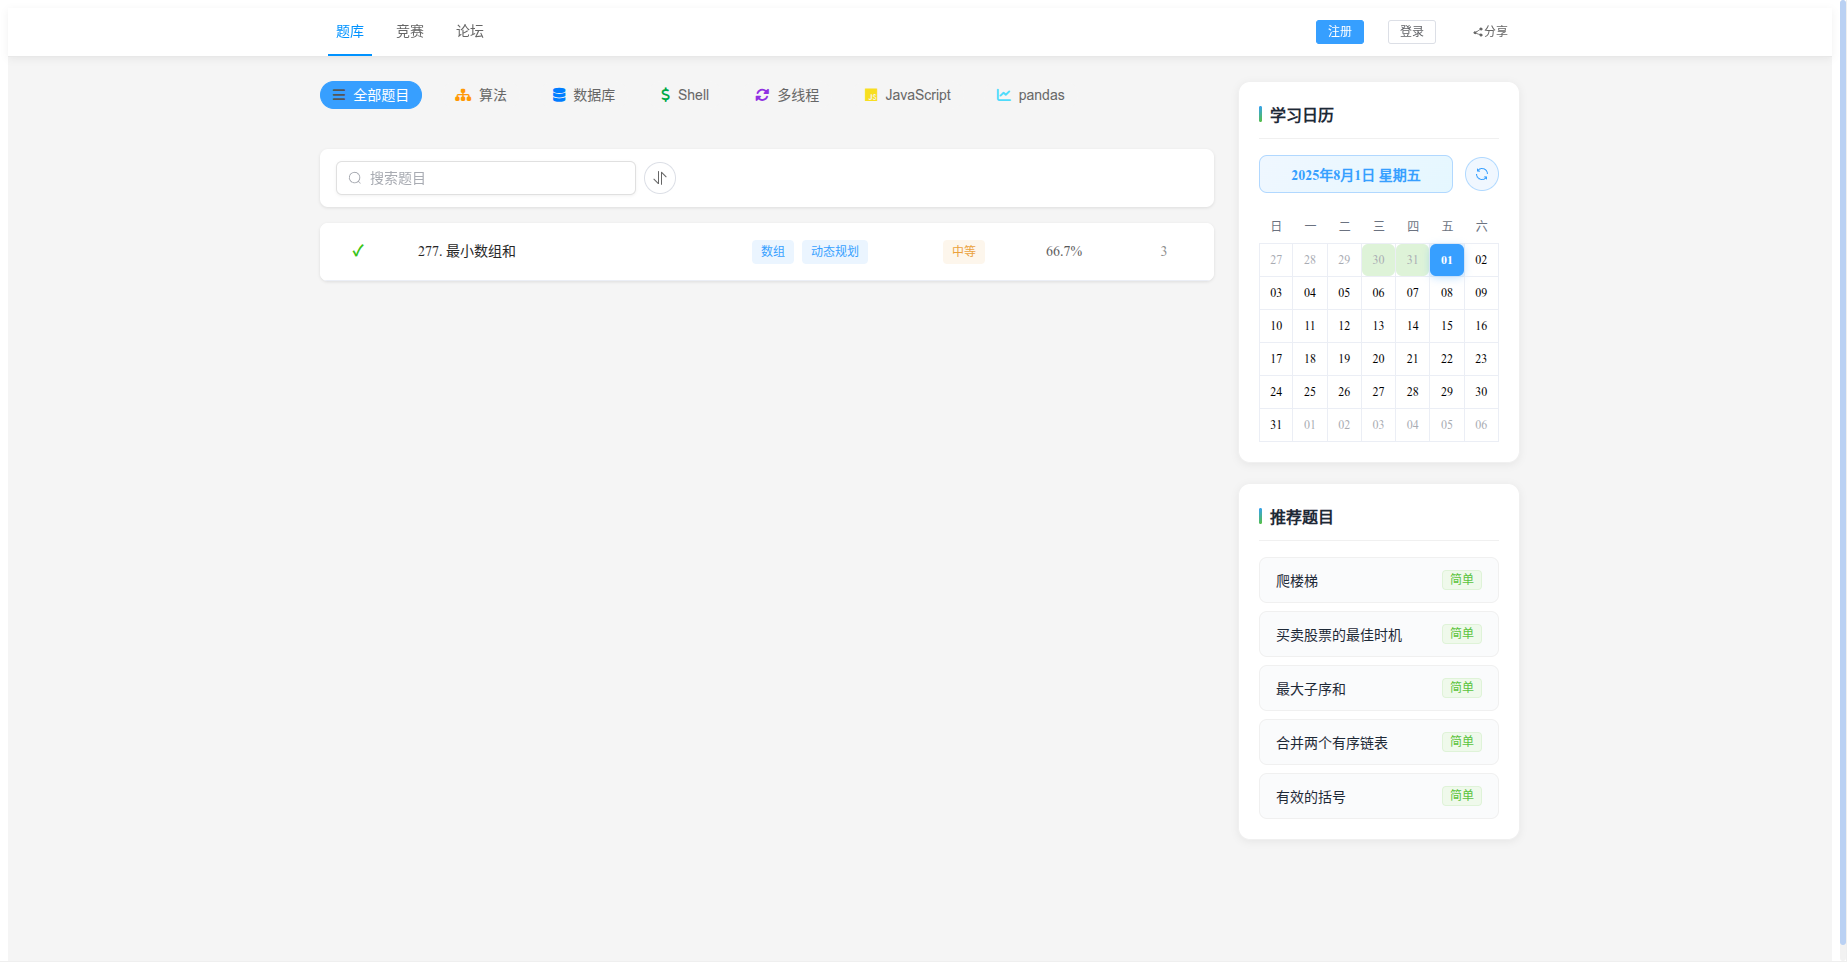 题库 竞赛 论坛 注册 登录 分享
全部题目 算法 数据库 Shell 多线程 JavaScript pandas
搜索题目
277. 最小数组和 数组 动态规划 中等 66.7% 3
学习日历
2025年8月1日 星期五
日 一 二 三 四 五 六
27 28 29 30 31 01 02
03 04 05 06 07 08 09
10 11 12 13 14 15 16
17 18 19 20 21 22 23
24 25 26 27 28 29 30
31 01 02 03 04 05 06
推荐题目
爬楼梯 简单
买卖股票的最佳时机 简单
最大子序和 简单
合并两个有序链表 简单
有效的括号 简单